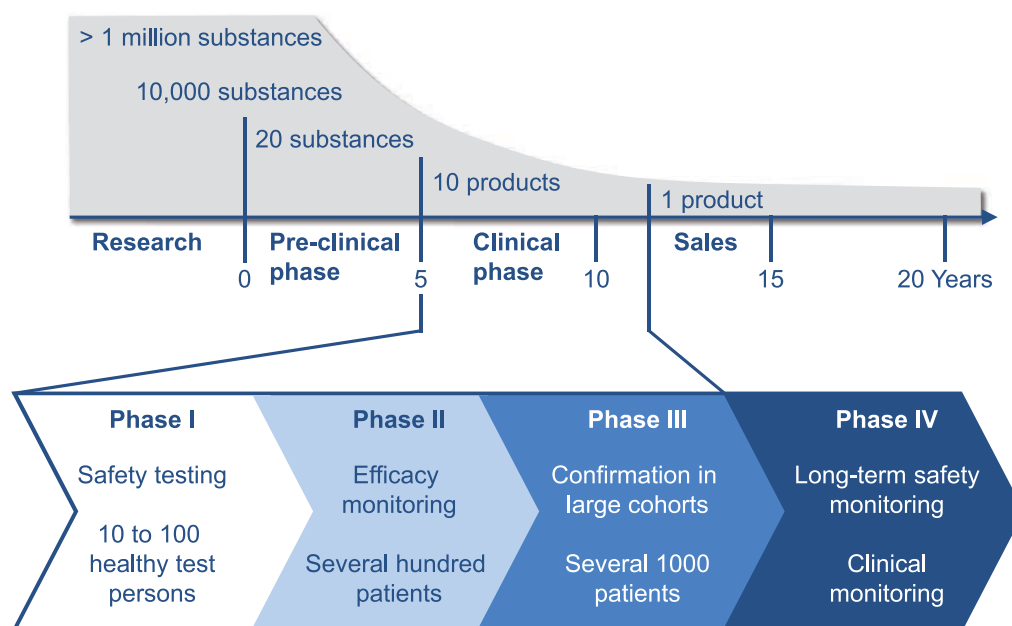 > 1 million substances
10,000 substances
20 substances
10 products
1 product
Research
Pre-clinical
phase
Clinical
phase
Sales
0
5
10
15
20 Years
Phase I
Safety testing
10 to 100
healthy test
persons
Phase II
Efficacy
monitoring
Several hundred
patients
Phase III
Confirmation in
large cohorts
Several 1000
patients
Phase IV
Long-term safety
monitoring
Clinical
monitoring